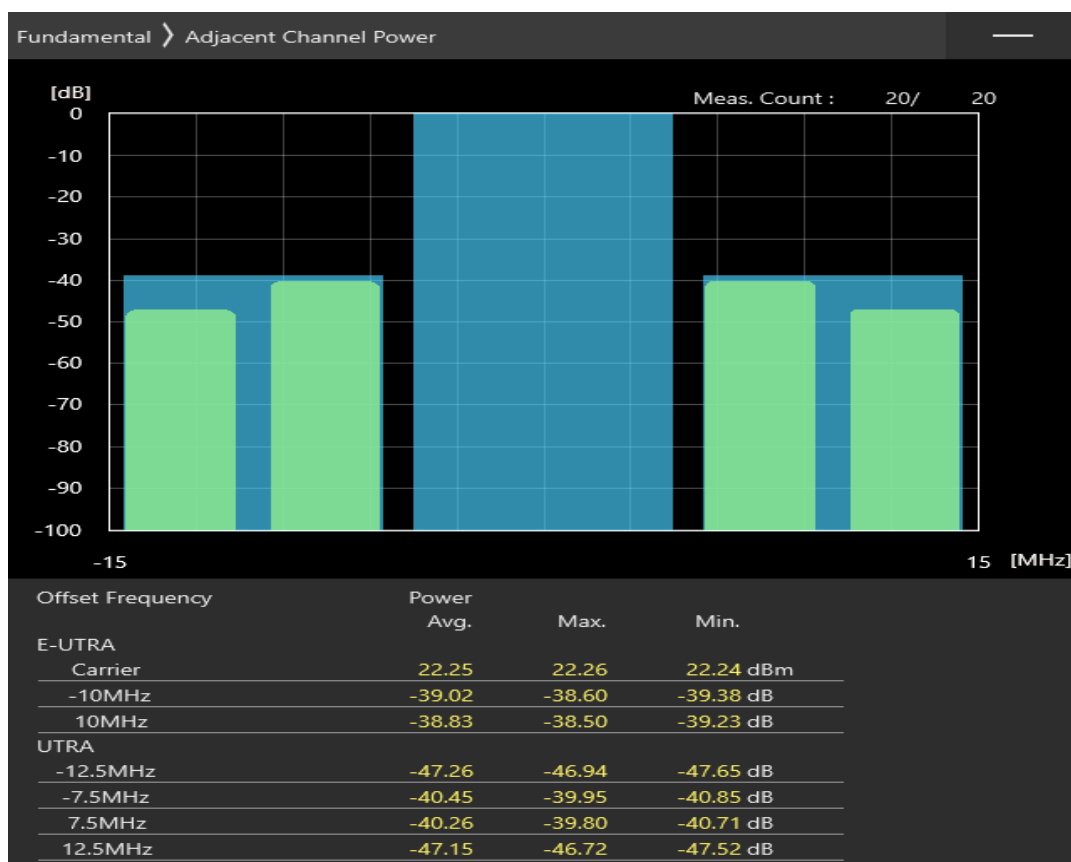 Fundamental ❯ Adjacent Channel Power
[dB]
Meas. Count : 20/ 20
0
-10
-20
-30
-40
-50
-60
-70
-80
-90
-100
-15 15 [MHz]
Offset Frequency Power
Avg. Max. Min.
E-UTRA
Carrier 22.25 22.26 22.24 dBm
-10MHz -39.02 -38.60 -39.38 dB
10MHz -38.83 -38.50 -39.23 dB
UTRA
-12.5MHz -47.26 -46.94 -47.65 dB
-7.5MHz -40.45 -39.95 -40.85 dB
7.5MHz -40.26 -39.80 -40.71 dB
12.5MHz -47.15 -46.72 -47.52 dB